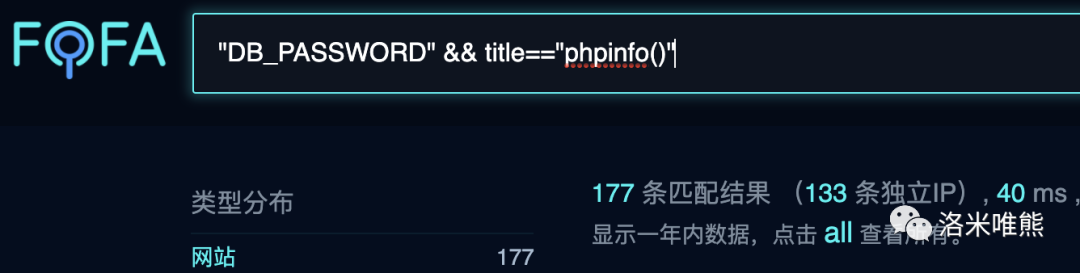 FOFA
"DB_PASSWORD" && title=="phpinfo()"
类型分布
177 条匹配结果 （133 条独立IP）, 40 ms ,
显示一年内数据，点击 all 查看所有。
洛米唯熊
网站 177